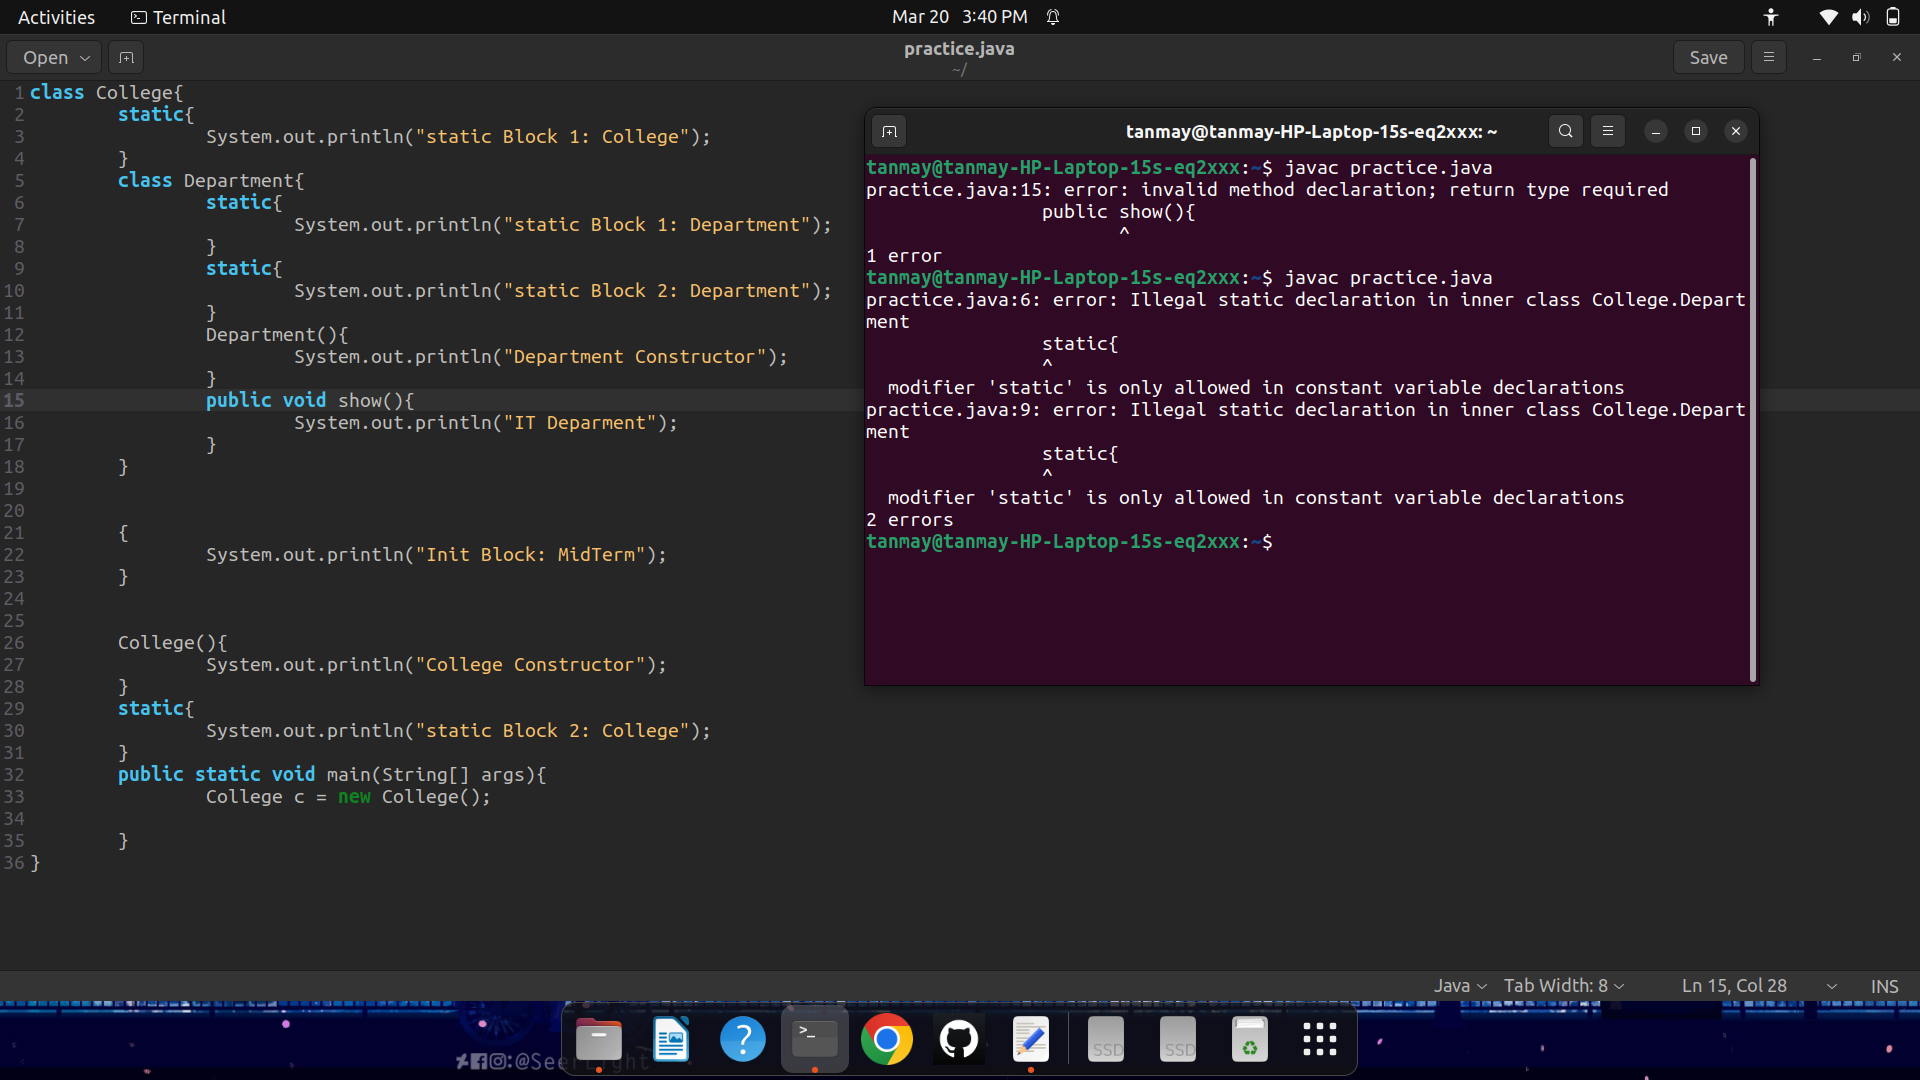 Activities
Terminal
Mar 20 3:40 PM
Open
practice.java
~/
Save
1 class College{
2 static{
3 System.out.println("static Block 1: College");
4 }
5 class Department{
6 static{
7 System.out.println("static Block 1: Department");
8 }
9 static{
10 System.out.println("static Block 2: Department");
11 }
12 Department(){
13 System.out.println("Department Constructor");
14 }
15 public void show(){
16 System.out.println("IT Deparment");
17 }
18 }
19
20
21 {
22 System.out.println("Init Block: MidTerm");
23 }
24
25
26 College(){
27 System.out.println("College Constructor");
28 }
29 static{
30 System.out.println("static Block 2: College");
31 }
32 public static void main(String[] args){
33 College c = new College();
34
35 }
36 }
tanmay@tanmay-HP-Laptop-15s-eq2xxx: ~
tanmay@tanmay-HP-Laptop-15s-eq2xxx:~$ javac practice.java
practice.java:15: error: invalid method declaration; return type required
public show(){
^
1 error
tanmay@tanmay-HP-Laptop-15s-eq2xxx:~$ javac practice.java
practice.java:6: error: Illegal static declaration in inner class College.Depart
ment
static{
^
modifier 'static' is only allowed in constant variable declarations
practice.java:9: error: Illegal static declaration in inner class College.Depart
ment
static{
^
modifier 'static' is only allowed in constant variable declarations
2 errors
tanmay@tanmay-HP-Laptop-15s-eq2xxx:~$
Java
Tab Width: 8
Ln 15, Col 28
INS
>_
?
SSD
SSD
:@SeerLight